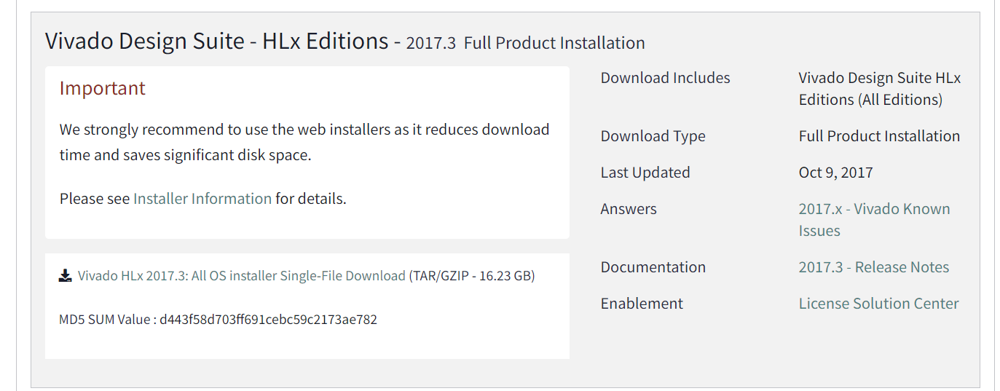 Vivado Design Suite - HLx Editions - 2017.3 Full Product Installation
Important
We strongly recommend to use the web installers as it reduces download
time and saves significant disk space.
Please see Installer Information for details.
Vivado HLx 2017.3: All OS installer Single-File Download (TAR/GZIP - 16.23 GB)
MD5 SUM Value : d443f58d703ff691cebc59c2173ae782
Download Includes
Vivado Design Suite HLx
Editions (All Editions)
Download Type
Full Product Installation
Last Updated
Oct 9, 2017
Answers
2017.x - Vivado Known
Issues
Documentation
2017.3 - Release Notes
Enablement
License Solution Center